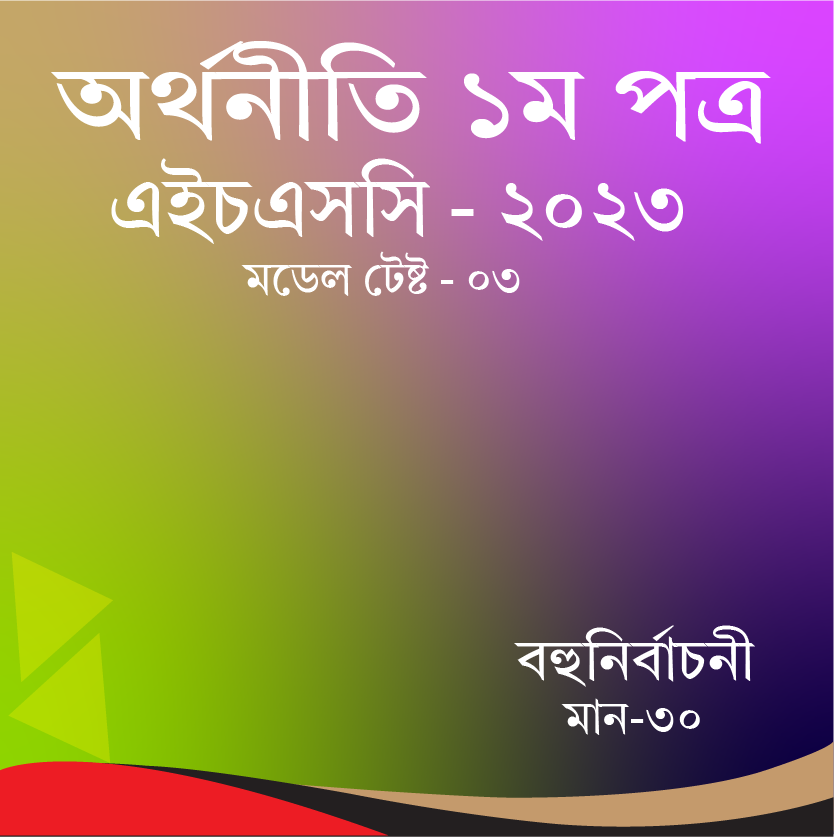 অর্থনীতি ১ম পত্র
এইচএসসি - ২০২৩
মডেল টেষ্ট - ০৩
বহুনির্বাচনী
মান-৩০